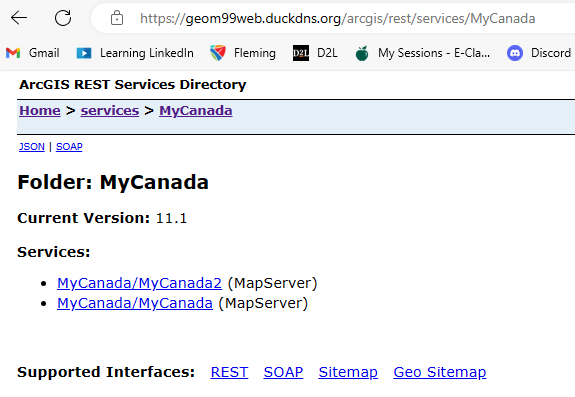 https://geom99web.duckdns.org/arcgis/rest/services/MyCanada
Gmail Learning LinkedIn Fleming D2L D2L My Sessions - E-Cla... Discord
ArcGIS REST Services Directory
Home > services > MyCanada
JSON | SOAP
Folder: MyCanada
Current Version: 11.1
Services:
• MyCanada/MyCanada2 (MapServer)
• MyCanada/MyCanada (MapServer)
Supported Interfaces: REST SOAP Sitemap Geo Sitemap